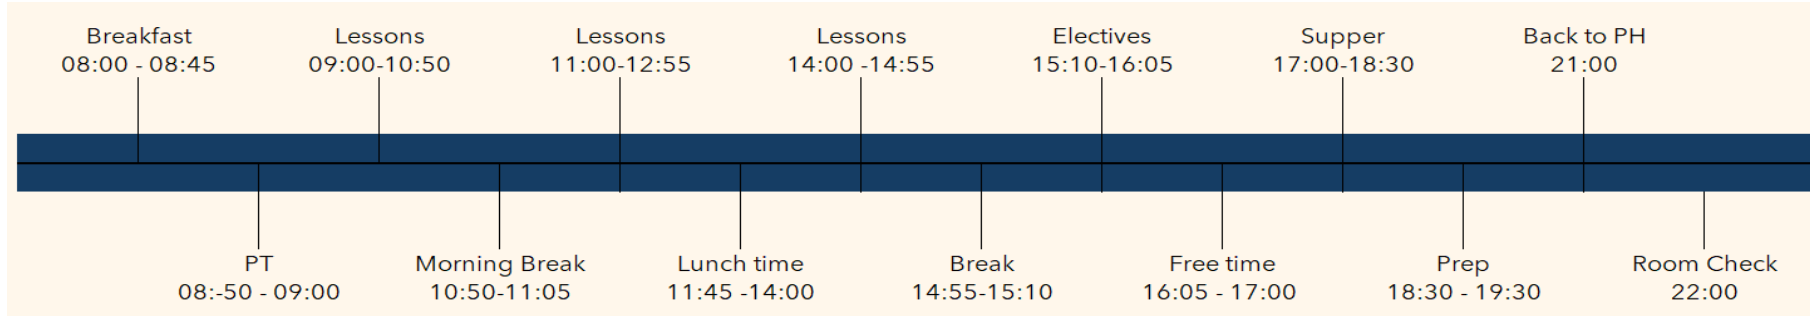 Breakfast
08:00 - 08:45
Lessons
09:00-10:50
Lessons
11:00-12:55
Lessons
14:00 -14:55
Electives
15:10-16:05
Supper
17:00-18:30
Back to PH
21:00
PT
08:-50 - 09:00
Morning Break
10:50-11:05
Lunch time
11:45 -14:00
Break
14:55-15:10
Free time
16:05 - 17:00
Prep
18:30 - 19:30
Room Check
22:00